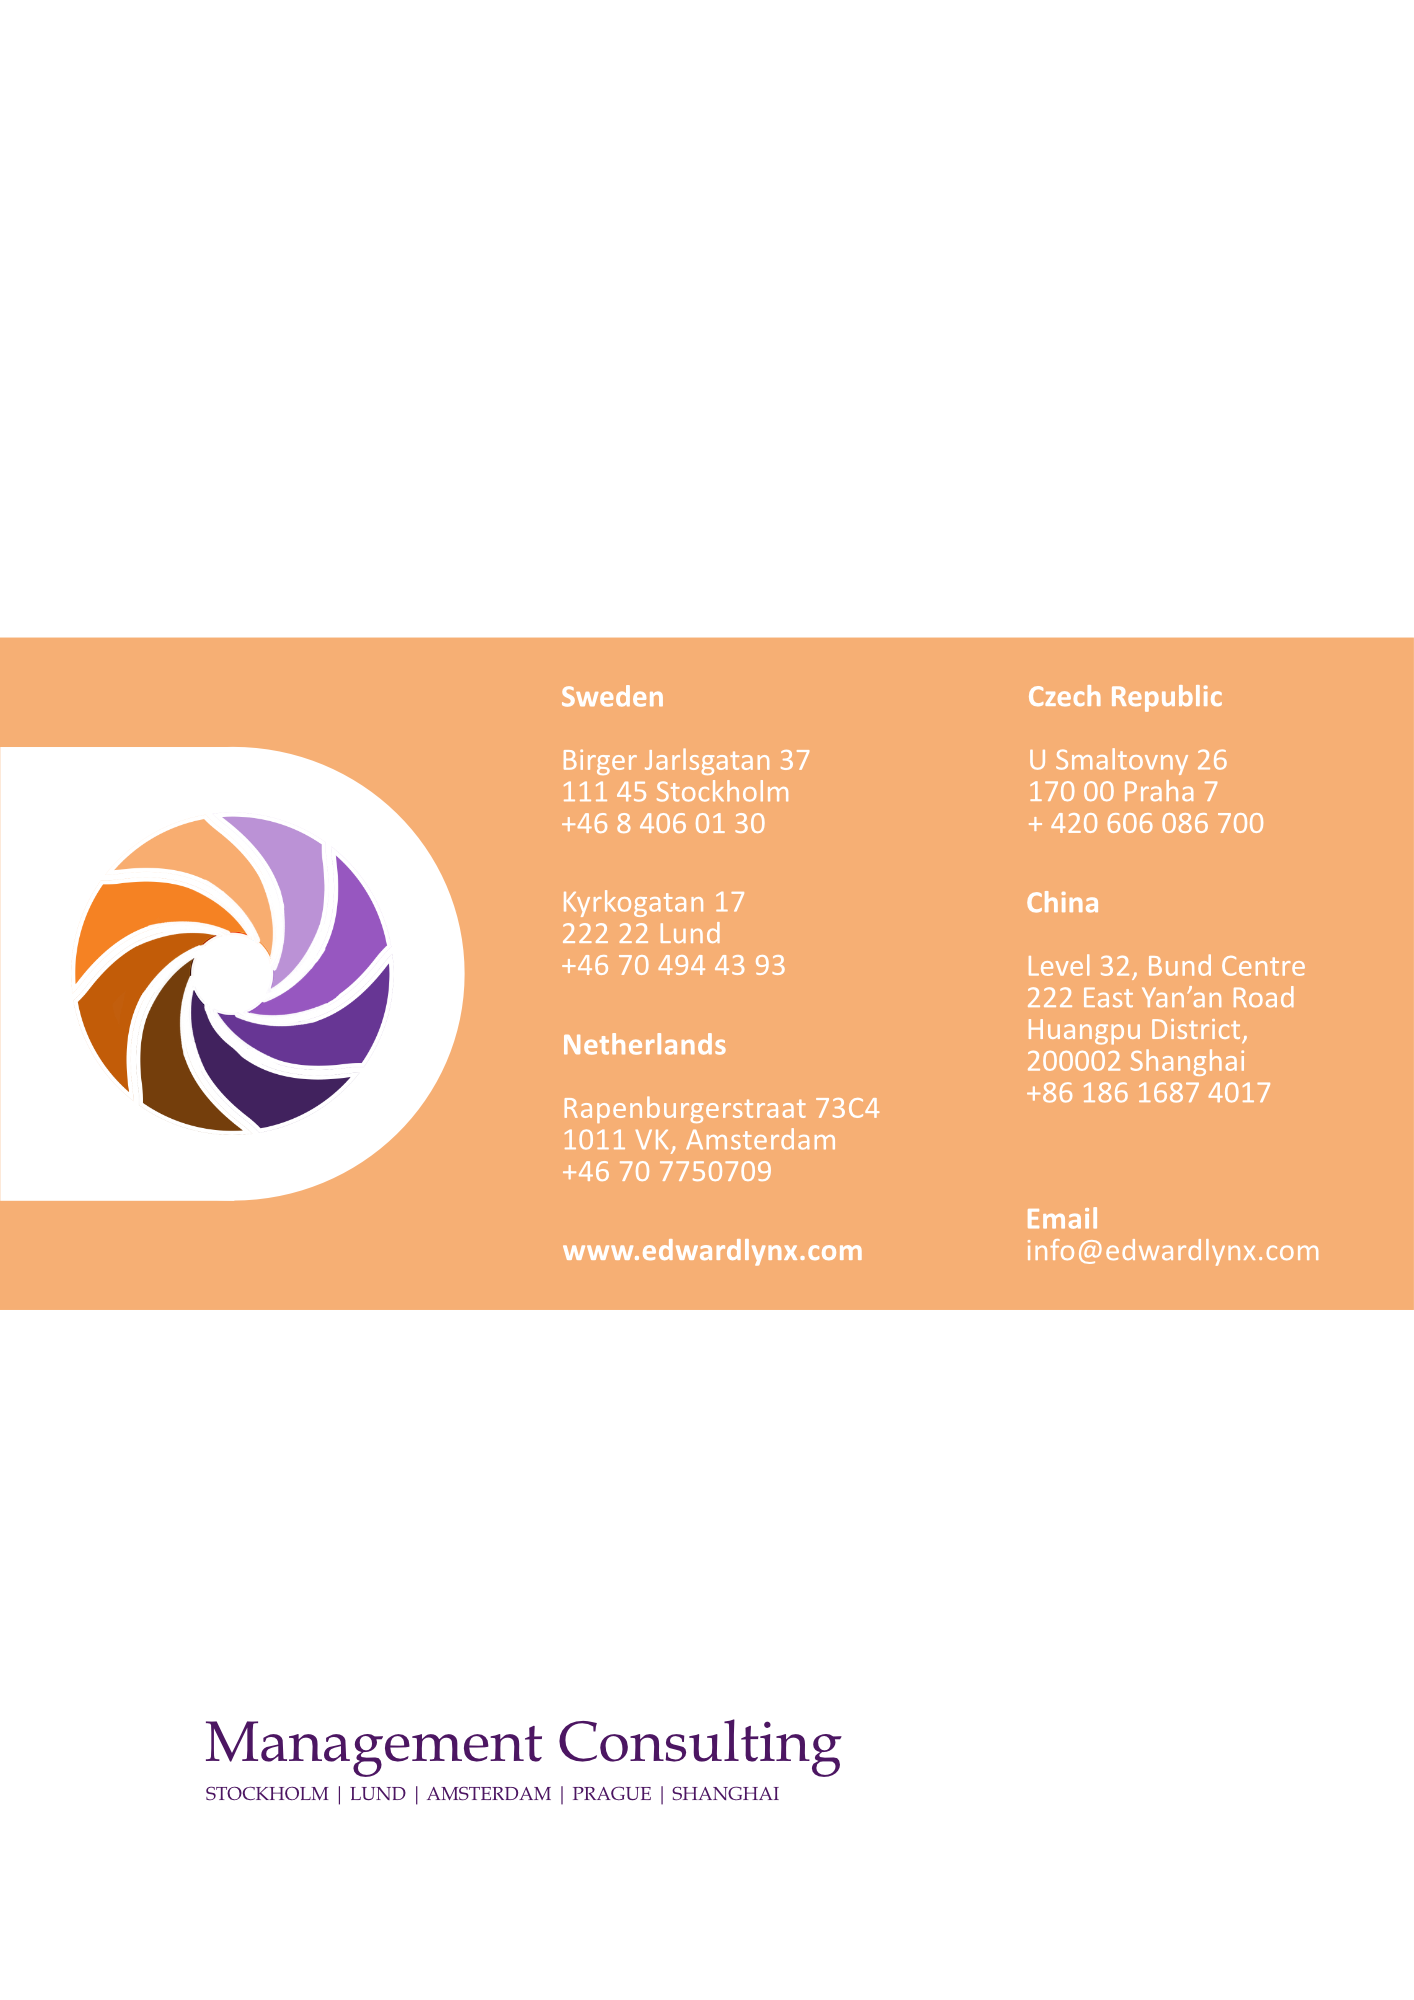 Sweden
Birger Jarlsgatan 37
111 45 Stockholm
+46 8 406 01 30
Kyrkogatan 17
222 22 Lund
+46 70 494 43 93
Netherlands
Rapenburgerstraat 73C4
1011 VK, Amsterdam
+46 70 7750709
www.edwardlynx.com
Czech Republic
U Smaltovny 26
170 00 Praha 7
+ 420 606 086 700
China
Level 32, Bund Centre
222 East Yan’an Road
Huangpu District,
200002 Shanghai
+86 186 1687 4017
Email
info@edwardlynx.com
Management Consulting
STOCKHOLM | LUND | AMSTERDAM | PRAGUE | SHANGHAI